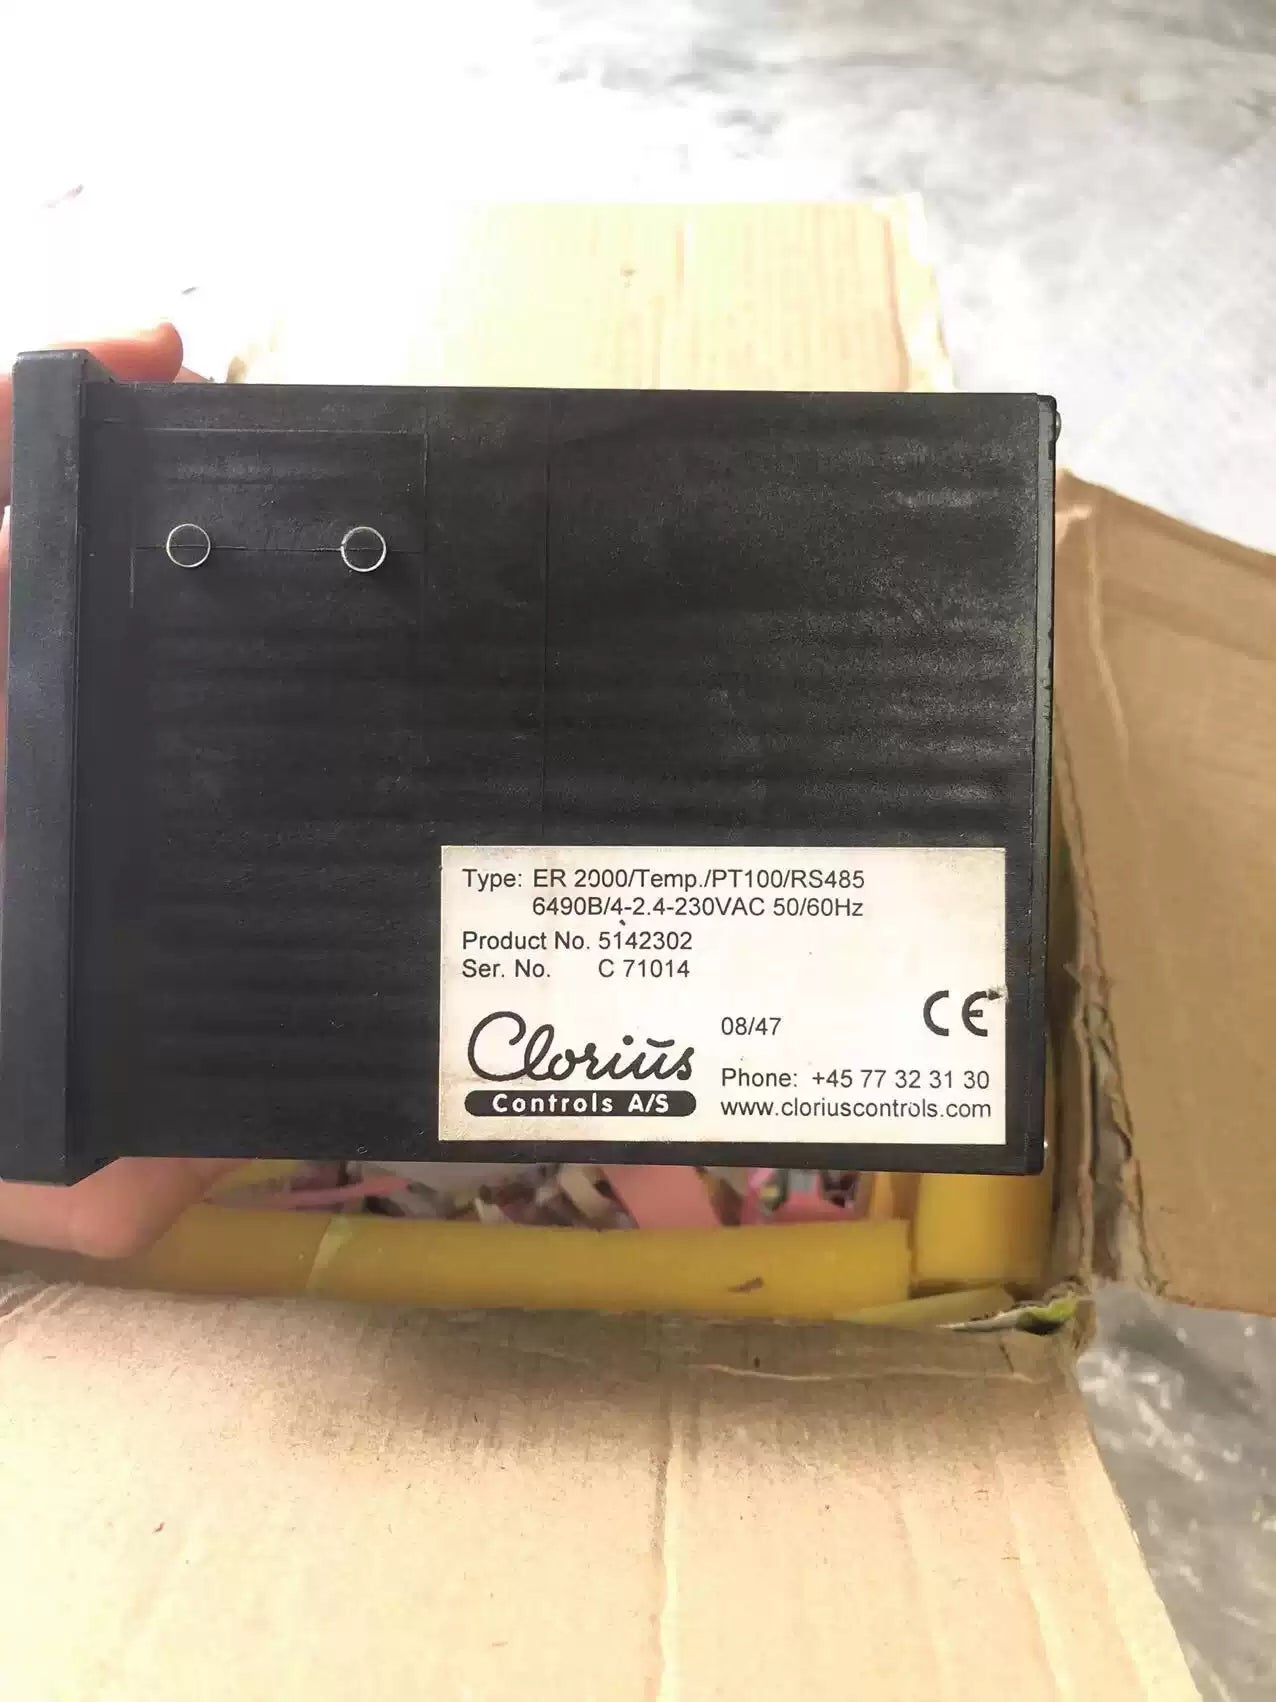 Type: ER 2000/Temp./PT100/RS485
6490B/4-2.4-230VAC 50/60Hz
Product No. 5142302
Ser. No. C 71014
CE
08/47
Clorius
Controls A/S
Phone: +45 77 32 31 30
www.cloriuscontrols.com